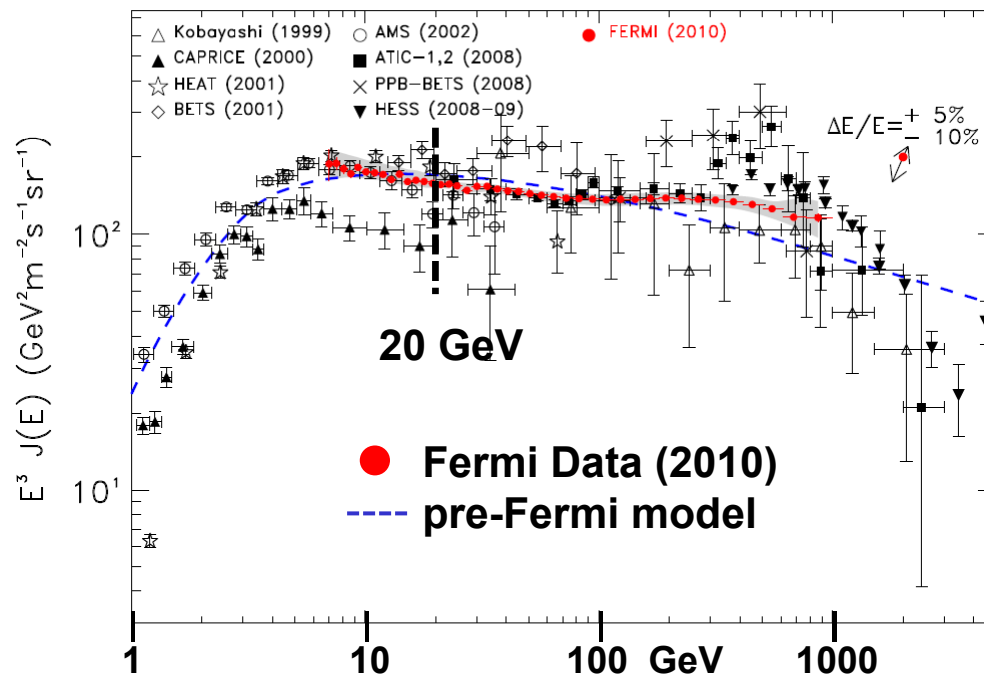 △ Kobayashi (1999) ○ AMS (2002) ● FERMI (2010)
▲ CAPRICE (2000) ■ ATIC-1,2 (2008)
☆ HEAT (2001) × PPB-BETS (2008)
◇ BETS (2001) ▼ HESS (2008-09)
ΔE/E= + 5%
- 10%
E³ J(E) (GeV²m⁻²s⁻¹sr⁻¹)
10²
20 GeV
10¹
Fermi Data (2010)
pre-Fermi model
1 10 100 GeV 1000